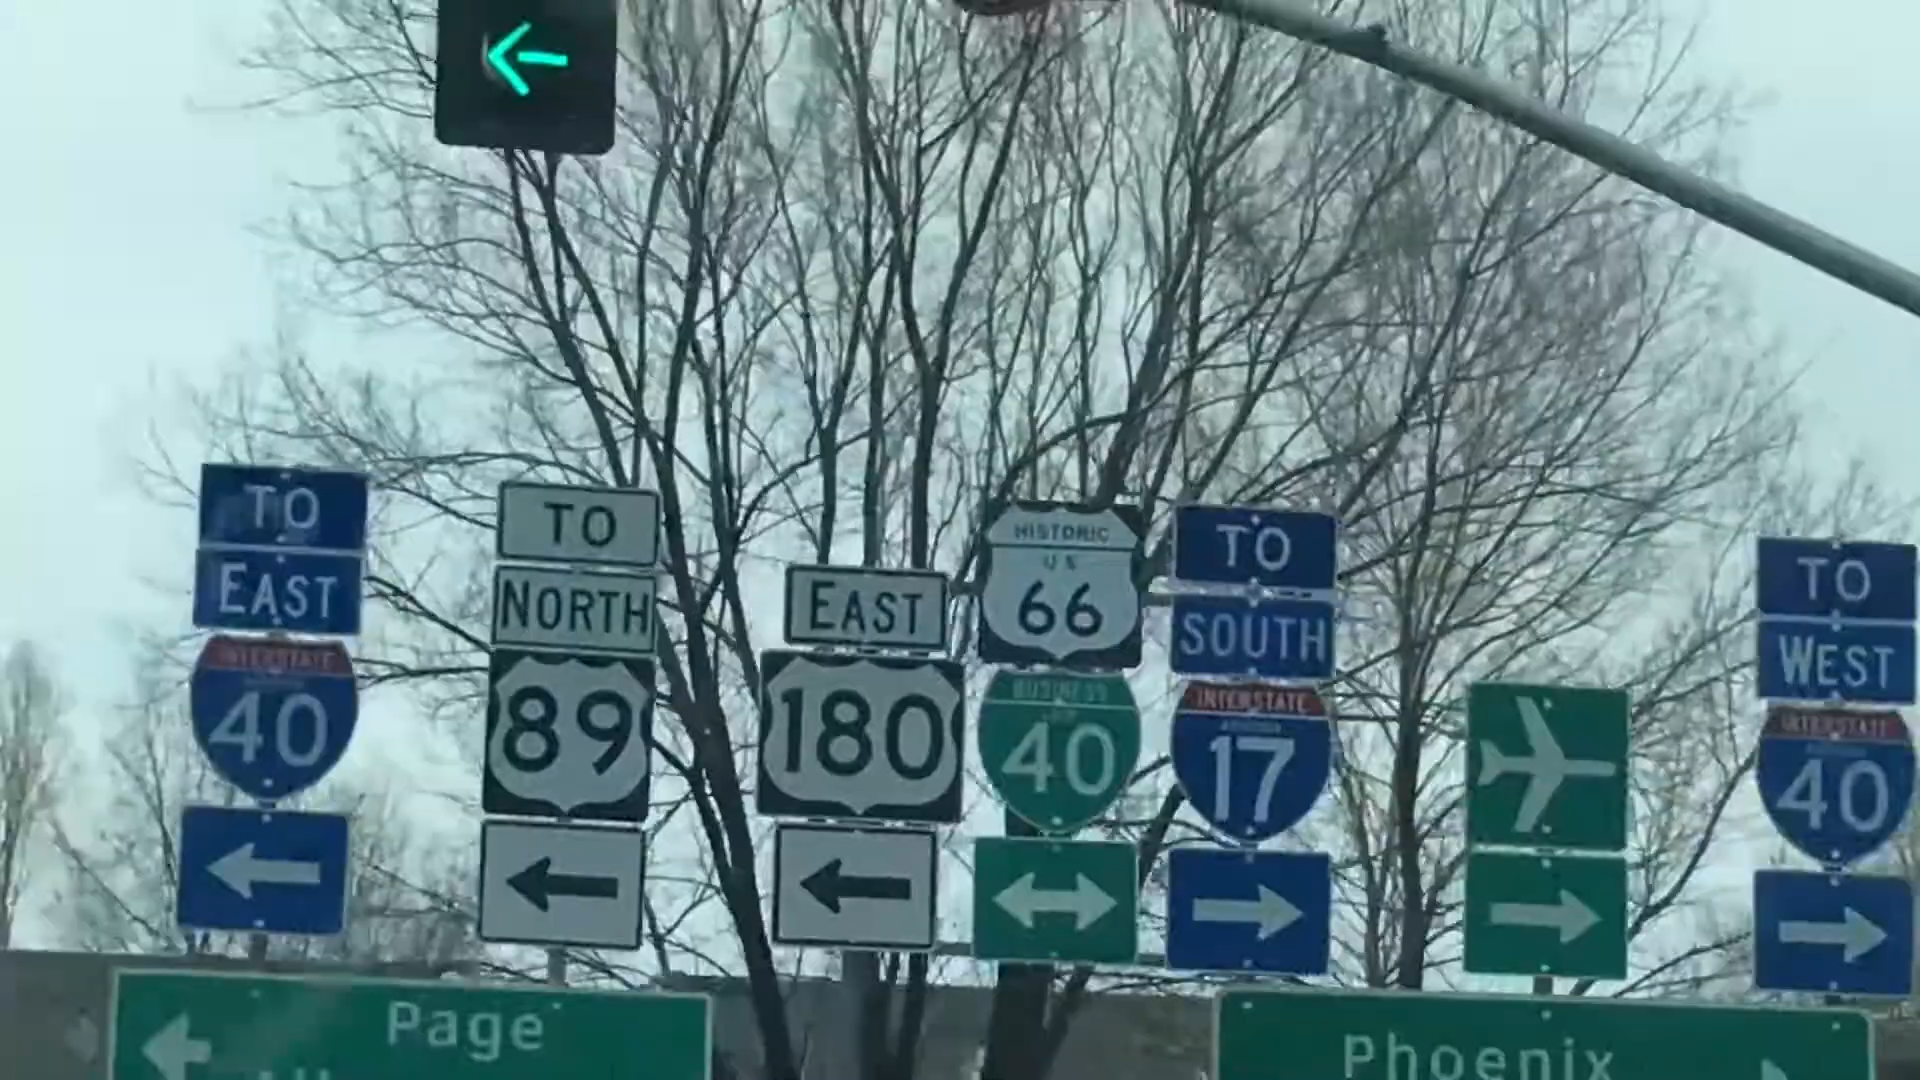 TO
EAST
INTERSTATE
40
TO
NORTH
89
EAST
180
HISTORIC
U S
66
BUSINESS
40
TO
SOUTH
INTERSTATE
ARIZONA
17
TO
WEST
INTERSTATE
40
Page
Phoenix